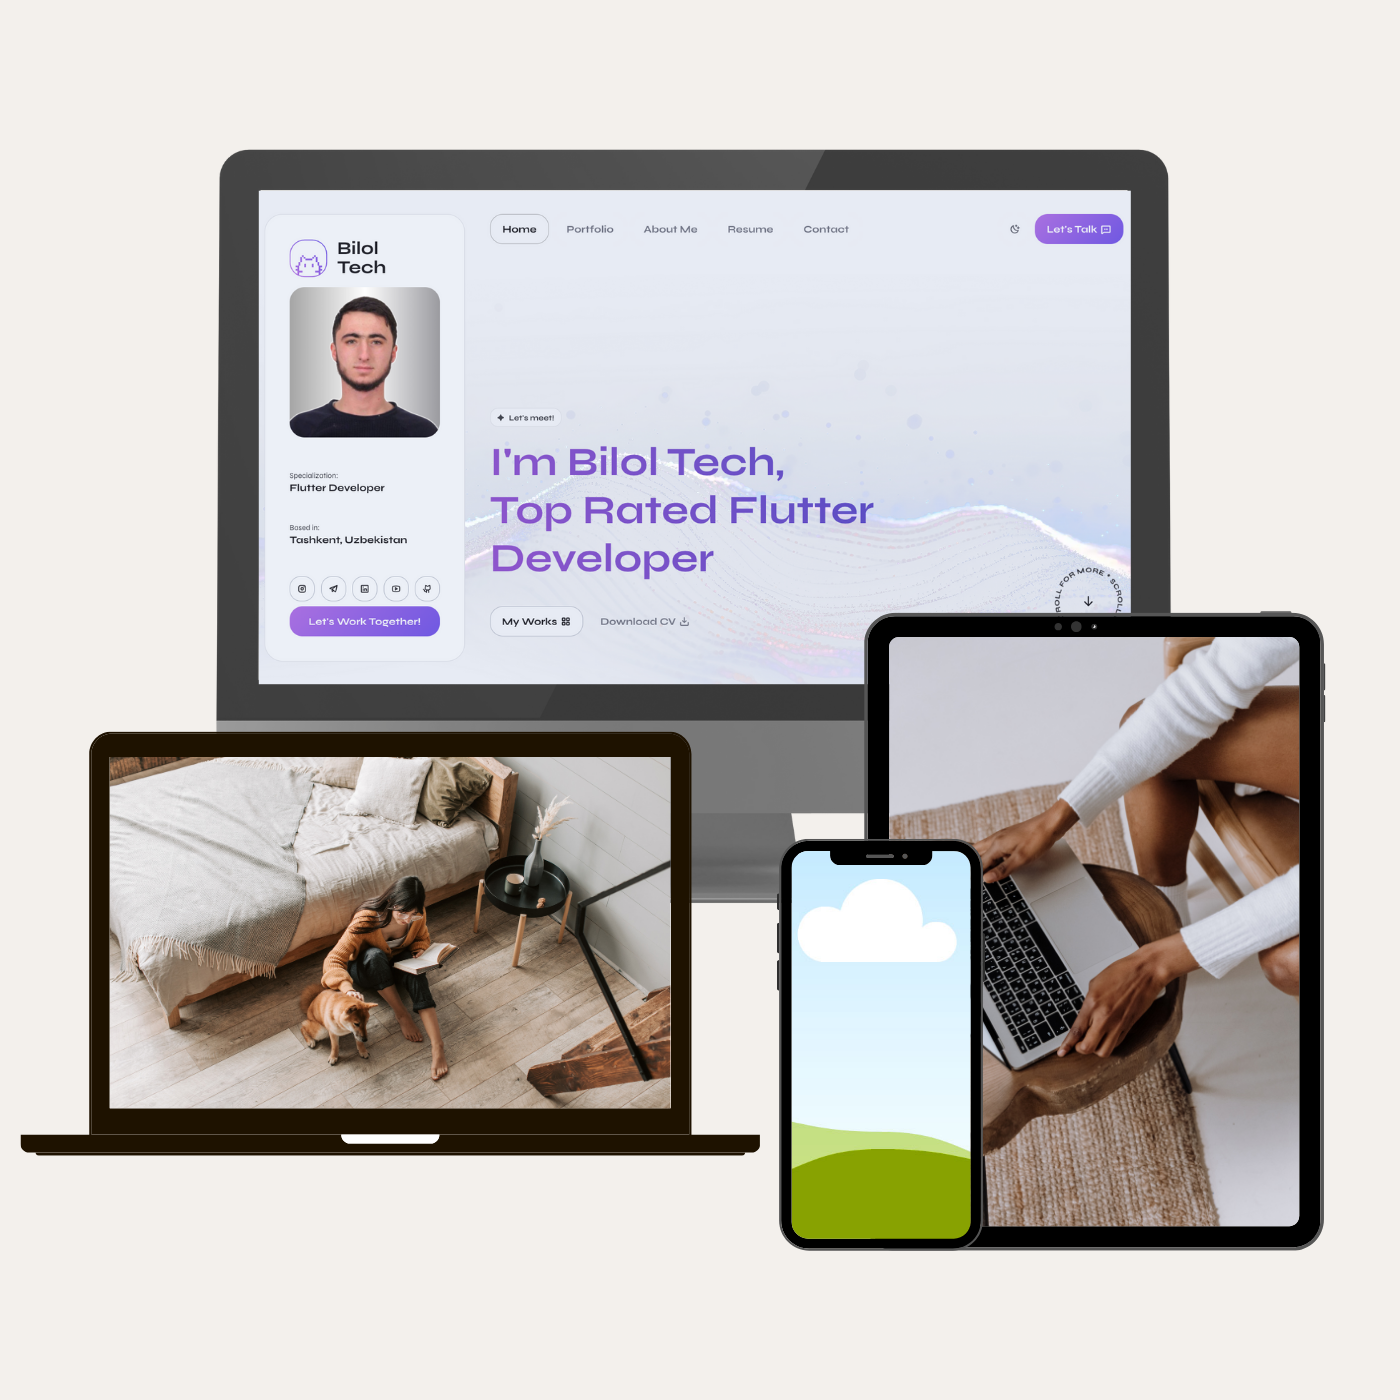 Bilol
Tech
Specialization:
Flutter Developer
Based in:
Tashkent, Uzbekistan
Let's Work Together!
Home
Portfolio
About Me
Resume
Contact
Let's Talk
Let's meet!
I'm Bilol Tech,
Top Rated Flutter
Developer
My Works
Download CV
ROLL FOR MORE • SCROLL